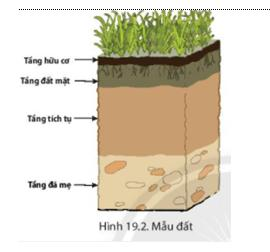 Tầng hữu cơ
Tầng đất mặt
Tầng tích tụ
Tầng đá mẹ
Hình 19.2. Mẫu đất